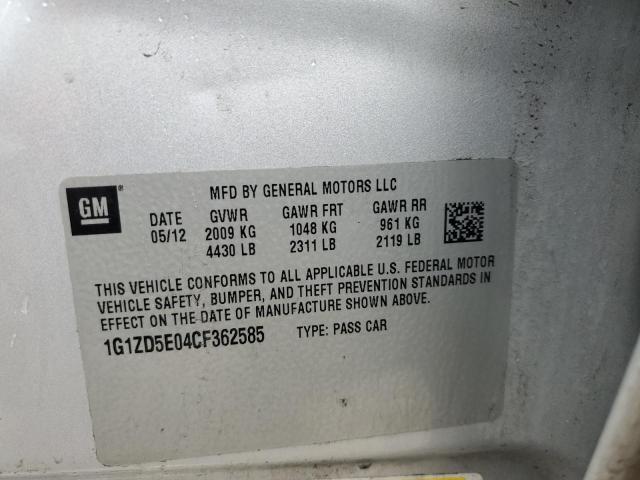 GM
MFD BY GENERAL MOTORS LLC
DATE GVWR GAWR FRT GAWR RR
05/12 2009 KG 1048 KG 961 KG
4430 LB 2311 LB 2119 LB
THIS VEHICLE CONFORMS TO ALL APPLICABLE U.S. FEDERAL MOTOR
VEHICLE SAFETY, BUMPER, AND THEFT PREVENTION STANDARDS IN
EFFECT ON THE DATE OF MANUFACTURE SHOWN ABOVE.
1G1ZD5E04CF362585 TYPE: PASS CAR